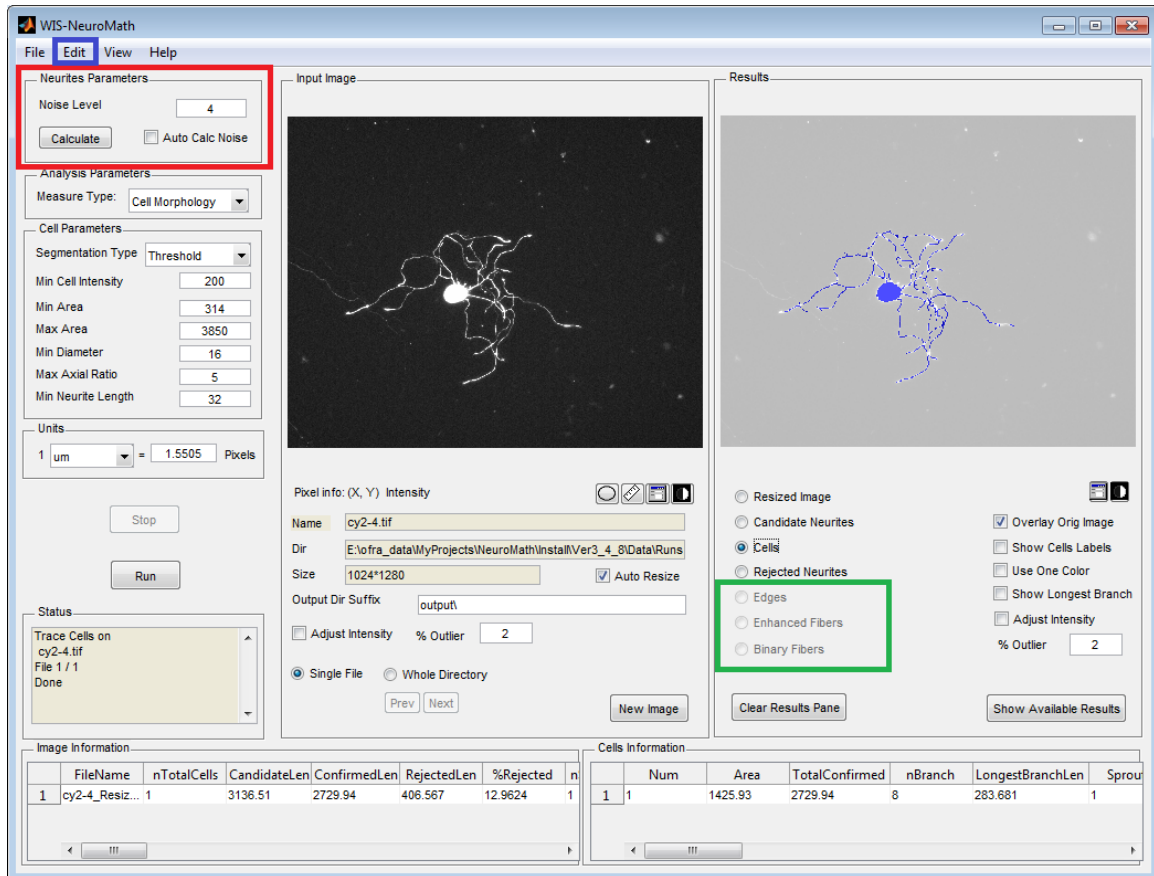 WIS-NeuroMath
File Edit View Help
Neurites Parameters
Noise Level 4
Calculate Auto Calc Noise
Analysis Parameters
Measure Type: Cell Morphology
Cell Parameters
Segmentation Type Threshold
Min Cell Intensity 200
Min Area 314
Max Area 3850
Min Diameter 16
Max Axial Ratio 5
Min Neurite Length 32
Units
1 um = 1.5505 Pixels
Stop
Run
Status
Trace Cells on
cy2-4.tif
File 1 / 1
Done
Input Image
Pixel info: (X, Y) Intensity
Name cy2-4.tif
Dir E:\ofra_data\MyProjects\NeuroMath\Install\Ver3_4_8\Data\Runs
Size 1024*1280 Auto Resize
Output Dir Suffix output\
Adjust Intensity % Outlier 2
Single File Whole Directory
Prev Next New Image
Results
Resized Image
Candidate Neurites Overlay Orig Image
Cells Show Cells Labels
Rejected Neurites Use One Color
Edges Show Longest Branch
Enhanced Fibers Adjust Intensity
Binary Fibers % Outlier 2
Clear Results Pane Show Available Results
Image Information
FileName nTotalCells CandidateLen ConfirmedLen RejectedLen %Rejected n
1 cy2-4_Resiz... 1 3136.51 2729.94 406.567 12.9624 1
Cells Information
Num Area TotalConfirmed nBranch LongestBranchLen Sprou
1 1 1425.93 2729.94 8 283.681 1